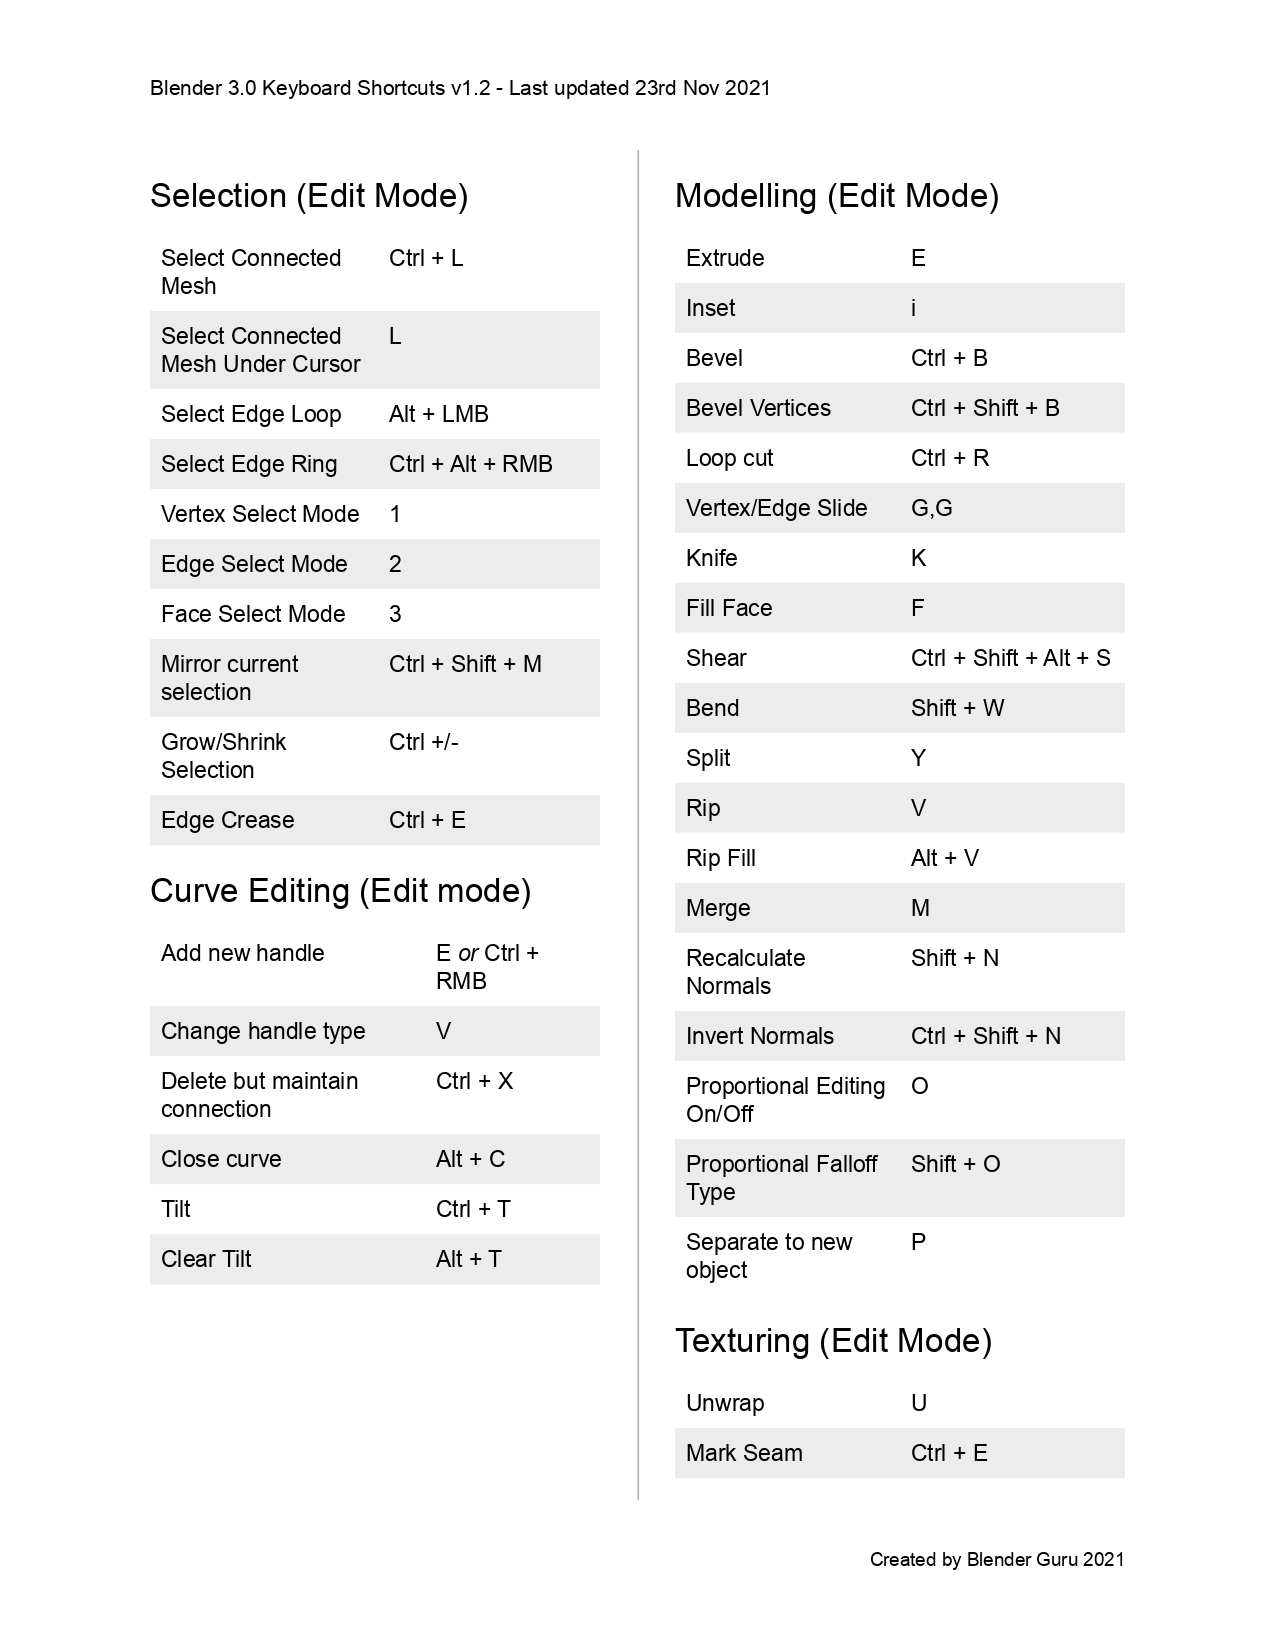 Blender 3.0 Keyboard Shortcuts v1.2 - Last updated 23rd Nov 2021
Selection (Edit Mode)
Select Connected Ctrl + L
Mesh
Select Connected L
Mesh Under Cursor
Select Edge Loop Alt + LMB
Select Edge Ring Ctrl + Alt + RMB
Vertex Select Mode 1
Edge Select Mode 2
Face Select Mode 3
Mirror current Ctrl + Shift + M
selection
Grow/Shrink Ctrl +/-
Selection
Edge Crease Ctrl + E
Curve Editing (Edit mode)
Add new handle E or Ctrl +
RMB
Change handle type V
Delete but maintain Ctrl + X
connection
Close curve Alt + C
Tilt Ctrl + T
Clear Tilt Alt + T
Modelling (Edit Mode)
Extrude E
Inset i
Bevel Ctrl + B
Bevel Vertices Ctrl + Shift + B
Loop cut Ctrl + R
Vertex/Edge Slide G,G
Knife K
Fill Face F
Shear Ctrl + Shift + Alt + S
Bend Shift + W
Split Y
Rip V
Rip Fill Alt + V
Merge M
Recalculate Shift + N
Normals
Invert Normals Ctrl + Shift + N
Proportional Editing O
On/Off
Proportional Falloff Shift + O
Type
Separate to new P
object
Texturing (Edit Mode)
Unwrap U
Mark Seam Ctrl + E
Created by Blender Guru 2021